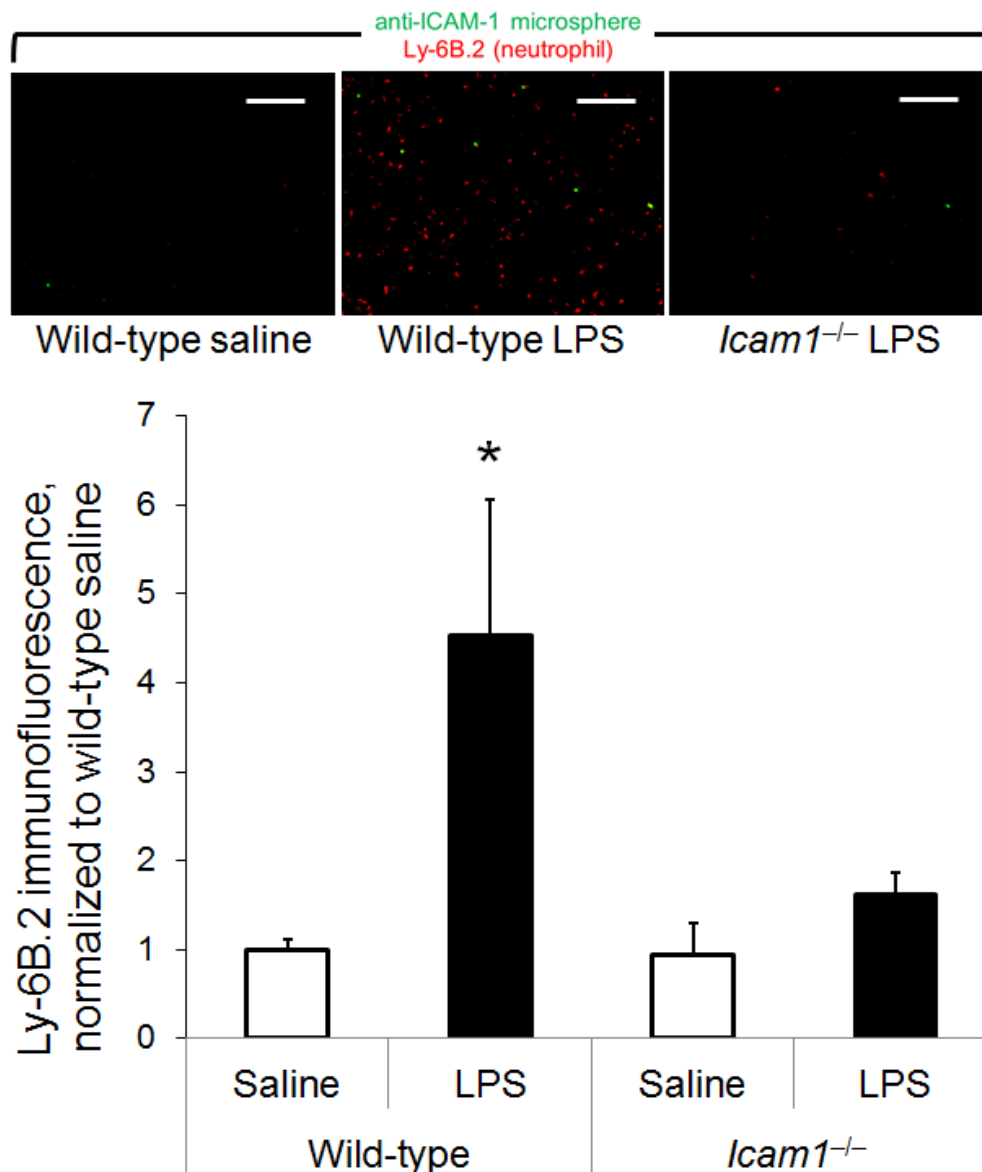 anti-ICAM-1 microsphere
Ly-6B.2 (neutrophil)
Wild-type saline
Wild-type LPS
Icam1–/– LPS
Ly-6B.2 immunofluorescence,
normalized to wild-type saline
7
6
5
4
3
2
1
0
*
Saline
LPS
Saline
LPS
Wild-type
Icam1–/–